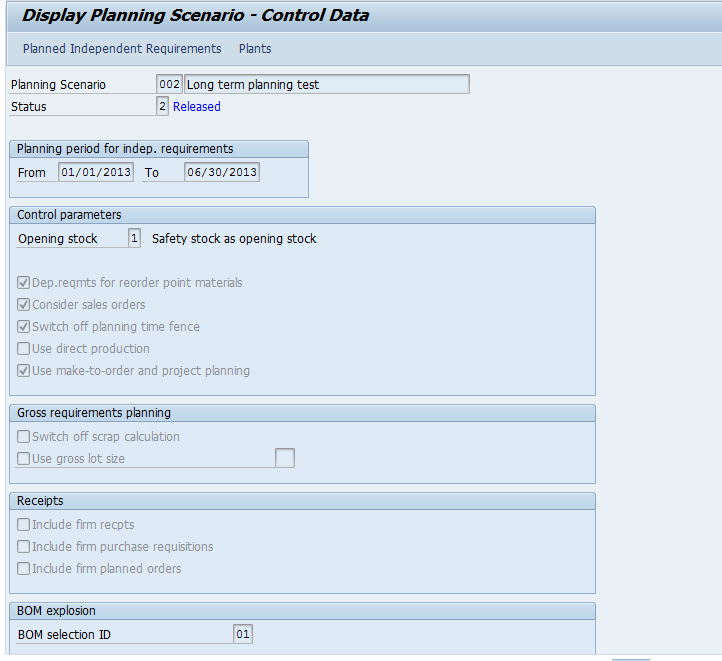 Display Planning Scenario - Control Data
Planned Independent Requirements Plants
Planning Scenario 002 Long term planning test
Status 2 Released
Planning period for indep. requirements
From 01/01/2013 To 06/30/2013
Control parameters
Opening stock 1 Safety stock as opening stock
Dep.reqmts for reorder point materials
Consider sales orders
Switch off planning time fence
Use direct production
Use make-to-order and project planning
Gross requirements planning
Switch off scrap calculation
Use gross lot size
Receipts
Include firm recpts
Include firm purchase requisitions
Include firm planned orders
BOM explosion
BOM selection ID 01